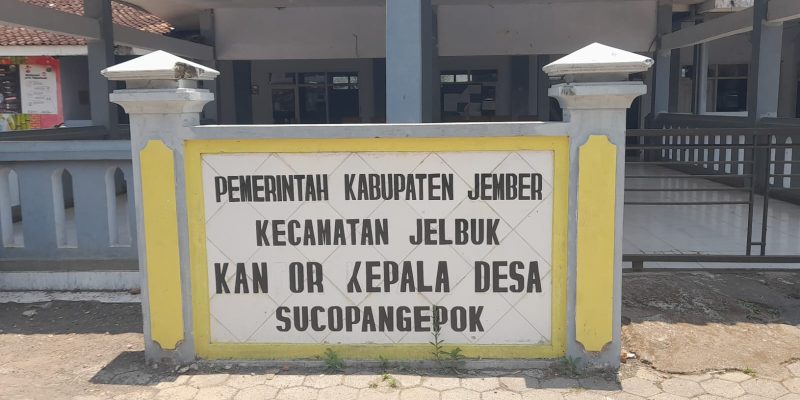 PEMERINTAH KABUPATEN JEMBER
KECAMATAN JELBUK
KAN OR KEPALA DESA
SUCOPANGEPOK